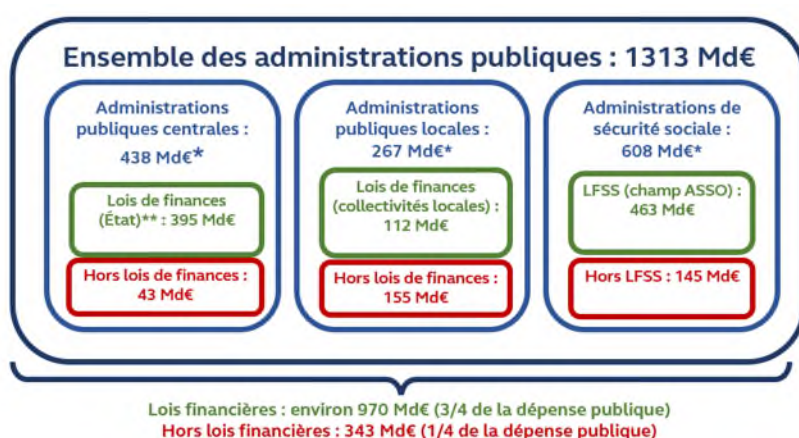 Ensemble des administrations publiques : 1313 Md€
Administrations
publiques centrales :
438 Md€*
Lois de finances
(État)** : 395 Md€
Hors lois de finances :
43 Md€
Administrations
publiques locales :
267 Md€*
Lois de finances
(collectivités locales) :
112 Md€
Hors lois de finances :
155 Md€
Administrations de
sécurité sociale :
608 Md€*
LFSS (champ ASSO) :
463 Md€
Hors LFSS : 145 Md€
Lois financières : environ 970 Md€ (3/4 de la dépense publique)
Hors lois financières : 343 Md€ (1/4 de la dépense publique)